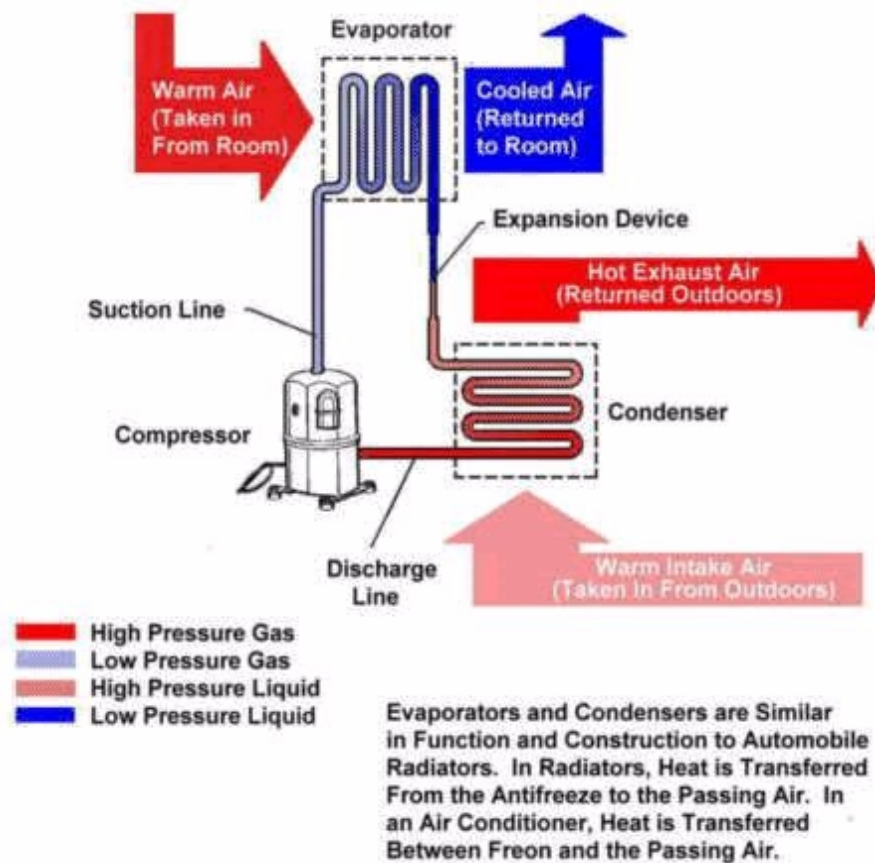 Evaporator
Warm Air
(Taken in
From Room)
Cooled Air
(Returned
to Room)
Expansion Device
Hot Exhaust Air
(Returned Outdoors)
Suction Line
Condenser
Compressor
Discharge
Line
Warm Intake Air
(Taken In From Outdoors)
High Pressure Gas
Low Pressure Gas
High Pressure Liquid
Low Pressure Liquid
Evaporators and Condensers are Similar
in Function and Construction to Automobile
Radiators. In Radiators, Heat is Transferred
From the Antifreeze to the Passing Air. In
an Air Conditioner, Heat is Transferred
Between Freon and the Passing Air.